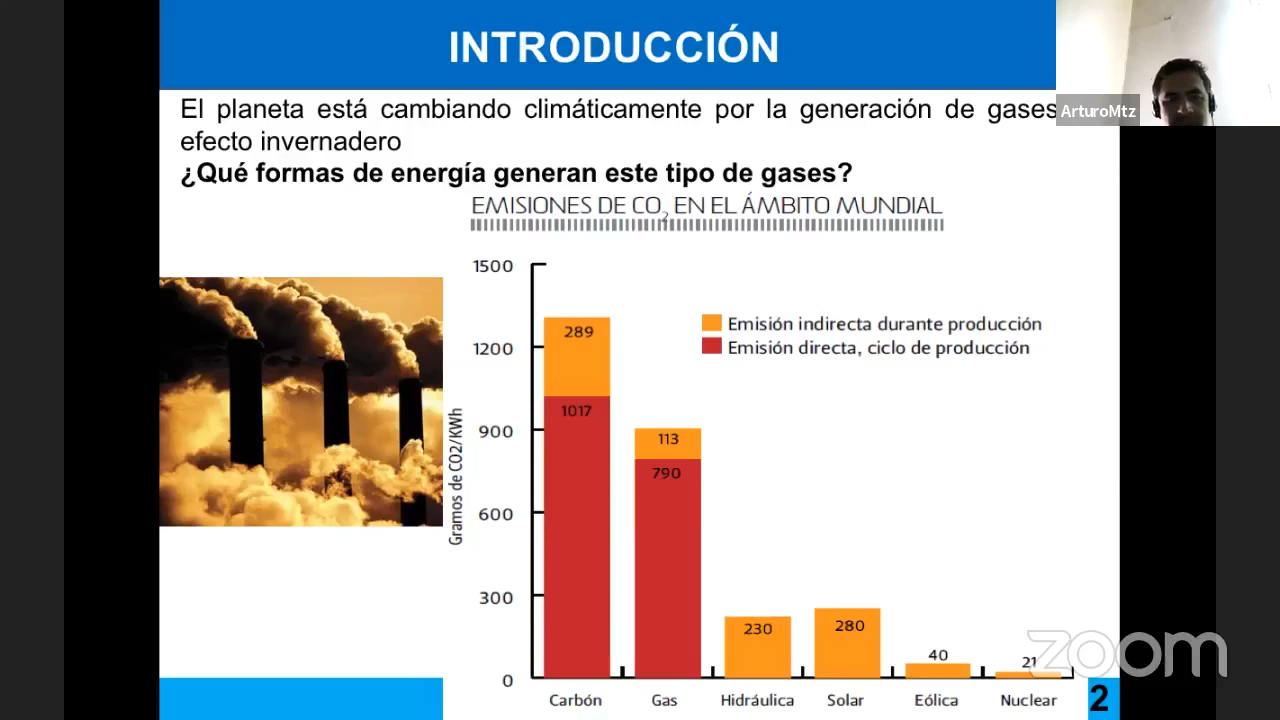 INTRODUCCIÓN
ArturoMtz
El planeta está cambiando climáticamente por la generación de gases
efecto invernadero
¿Qué formas de energía generan este tipo de gases?
EMISIONES DE CO2 EN EL ÁMBITO MUNDIAL
Gramos de CO2/KWh
1500
1200
900
600
300
0
Emisión indirecta durante producción
Emisión directa, ciclo de producción
289
1017
113
790
230
280
40
21
Carbón Gas Hidráulica Solar Eólica Nuclear
zoom
2